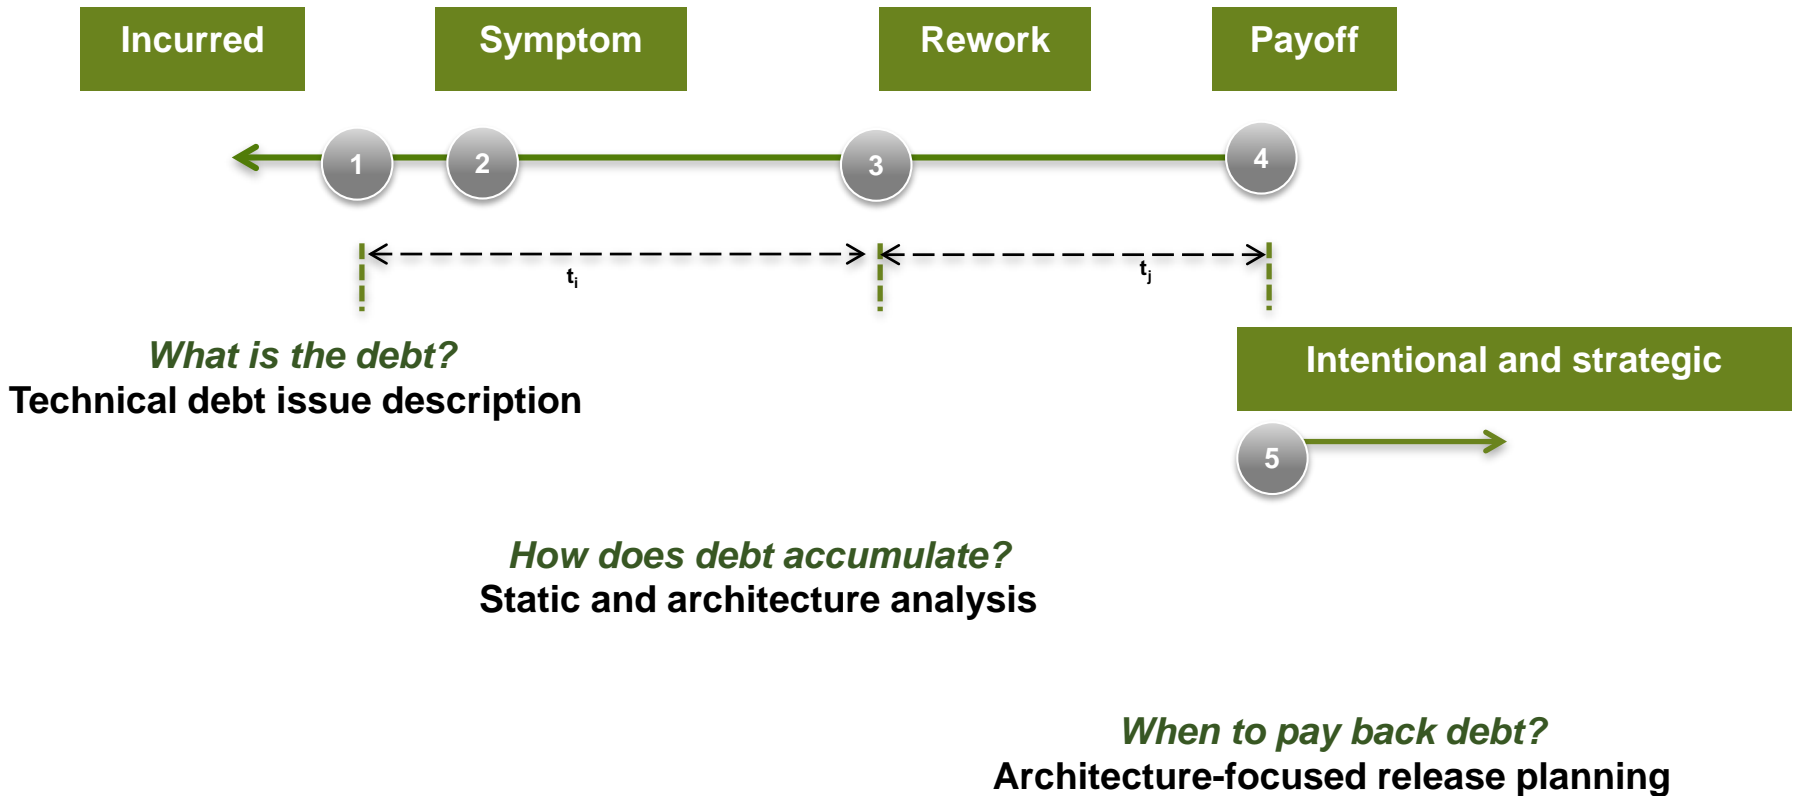 Incurred
Symptom
Rework
Payoff
1
2
3
4
tᵢ
tⱼ
What is the debt?
Technical debt issue description
Intentional and strategic
5
How does debt accumulate?
Static and architecture analysis
When to pay back debt?
Architecture-focused release planning